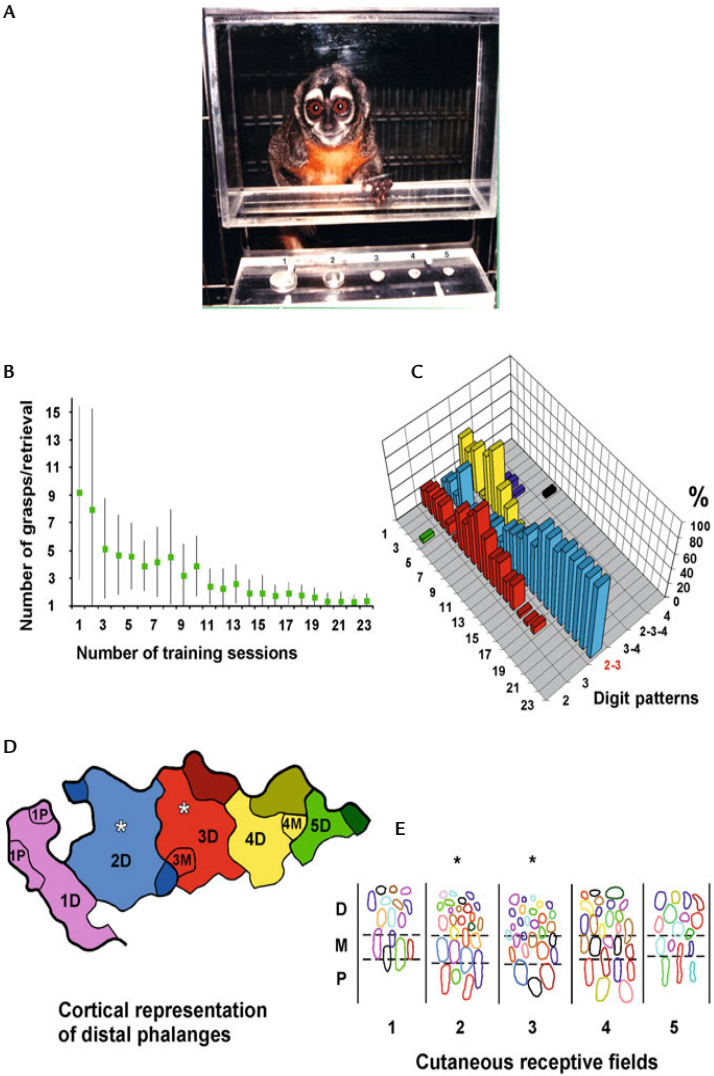 A
1 2 3 4 5
B
Number of grasps/retrieval
15
13
11
9
7
5
3
1
1 3 5 7 9 11 13 15 17 19 21 23
Number of training sessions
C
%
100
80
60
40
20
0
1
3
5
7
9
11
13
15
17
19
21
23
4
2-3-4
3-4
2-3
3
2
Digit patterns
D
1P
1P
1D
2D
3D
3M
4D
4M
5D
Cortical representation
of distal phalanges
E
* *
D
M
P
1 2 3 4 5
Cutaneous receptive fields